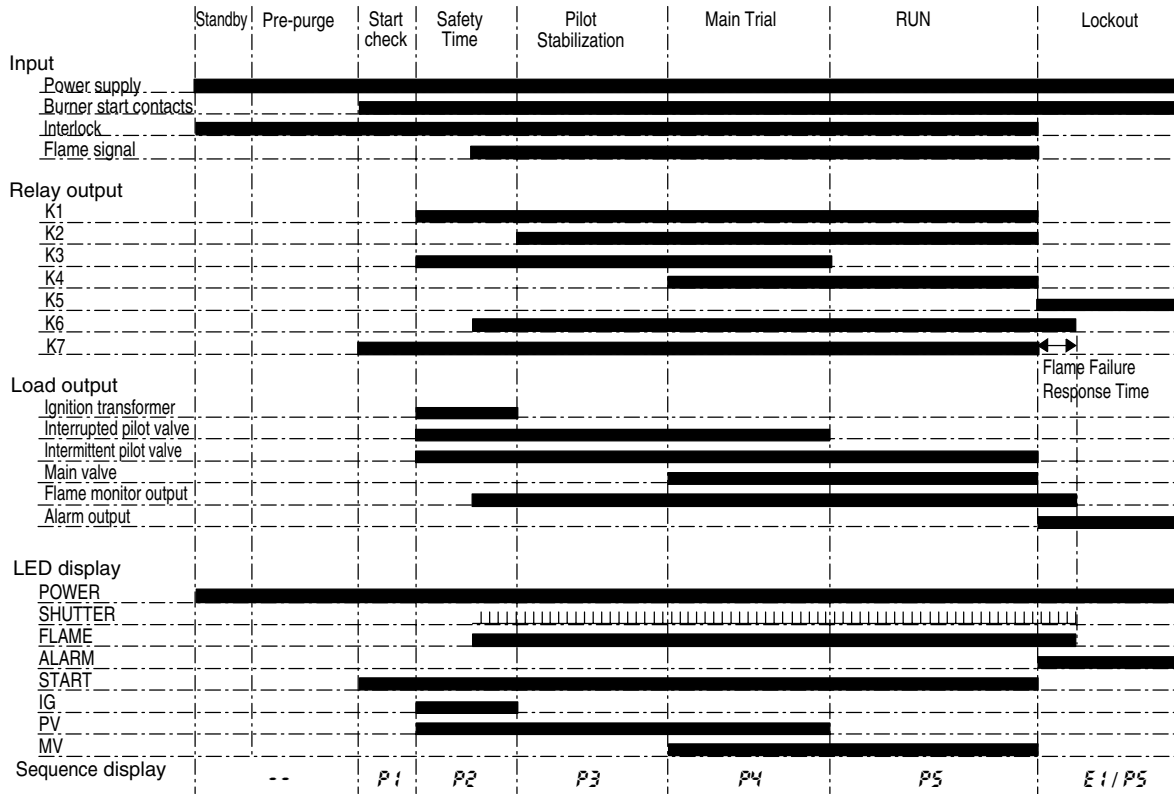 Standby Pre-purge Start check Safety Time Pilot Stabilization Main Trial RUN Lockout
Input
Power supply
Burner start contacts
Interlock
Flame signal
Relay output
K1
K2
K3
K4
K5
K6
K7
Flame Failure
Response Time
Load output
Ignition transformer
Interrupted pilot valve
Intermittent pilot valve
Main valve
Flame monitor output
Alarm output
LED display
POWER
SHUTTER
FLAME
ALARM
START
IG
PV
MV
Sequence display -- P1 P2 P3 P4 P5 E1 / P5